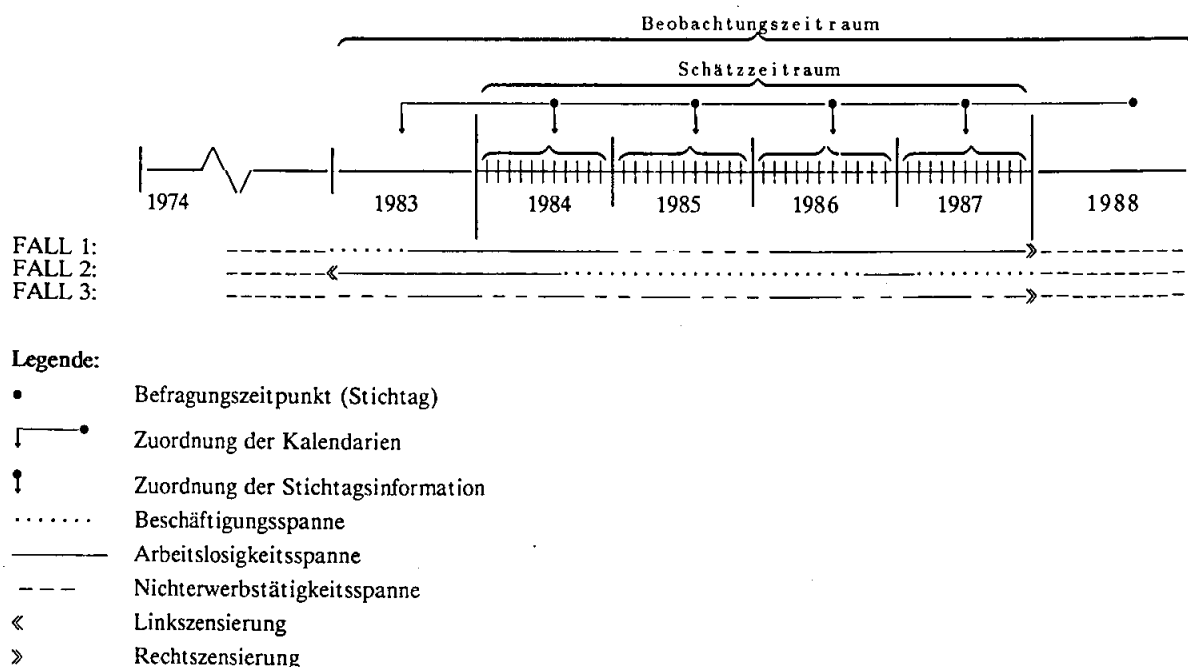 Beobachtungszeitraum
Schätzzeitraum
1974 1983 1984 1985 1986 1987 1988
FALL 1:
FALL 2:
FALL 3:
Legende:
Befragungszeitpunkt (Stichtag)
Zuordnung der Kalendarien
Zuordnung der Stichtagsinformation
Beschäftigungsspanne
Arbeitslosigkeitsspanne
Nichterwerbstätigkeitsspanne
Linkszensierung
Rechtszensierung